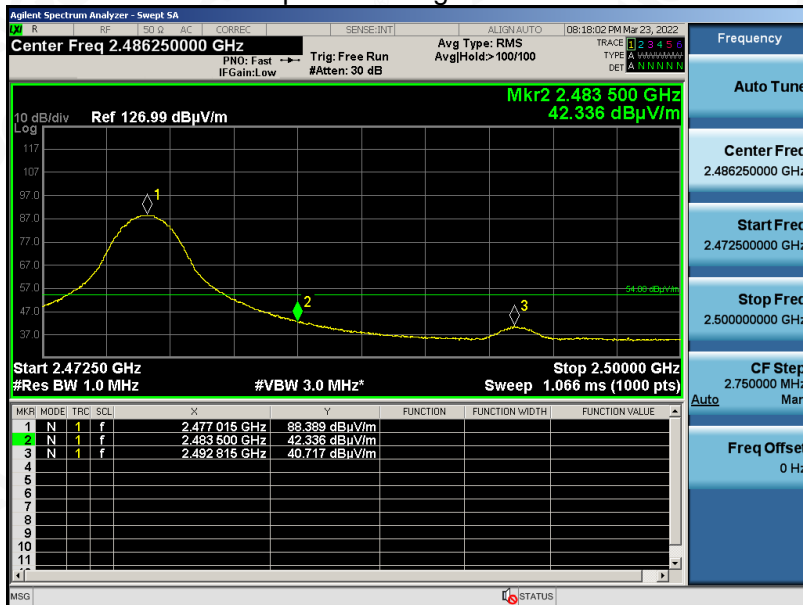 Agilent Spectrum Analyzer - Swept SA
LXI R RF 50 Ω AC CORREC SENSE:INT ALIGN AUTO 08:18:02 PM Mar 23, 2022
Center Freq 2.486250000 GHz Avg Type: RMS TRACE 1 2 3 4 5 6
PNO: Fast Trig: Free Run Avg|Hold:>100/100 TYPE A
IFGain:Low #Atten: 30 dB DET A N N N N N
Frequency
Mkr2 2.483 500 GHz
10 dB/div Ref 126.99 dBµV/m 42.336 dBµV/m
Log
117
107
97.0
87.0
77.0
67.0
57.0
47.0
37.0
1
2
3
54.00 dBµV/m
Start 2.47250 GHz Stop 2.50000 GHz
#Res BW 1.0 MHz #VBW 3.0 MHz* Sweep 1.066 ms (1000 pts)
MKR MODE TRC SCL X Y FUNCTION FUNCTION WIDTH FUNCTION VALUE
1 N 1 f 2.477 015 GHz 88.389 dBµV/m
2 N 1 f 2.483 500 GHz 42.336 dBµV/m
3 N 1 f 2.492 815 GHz 40.717 dBµV/m
4
5
6
7
8
9
10
11
Auto Tune
Center Freq
2.486250000 GHz
Start Freq
2.472500000 GHz
Stop Freq
2.500000000 GHz
CF Step
2.750000 MHz
Auto Man
Freq Offset
0 Hz
MSG STATUS